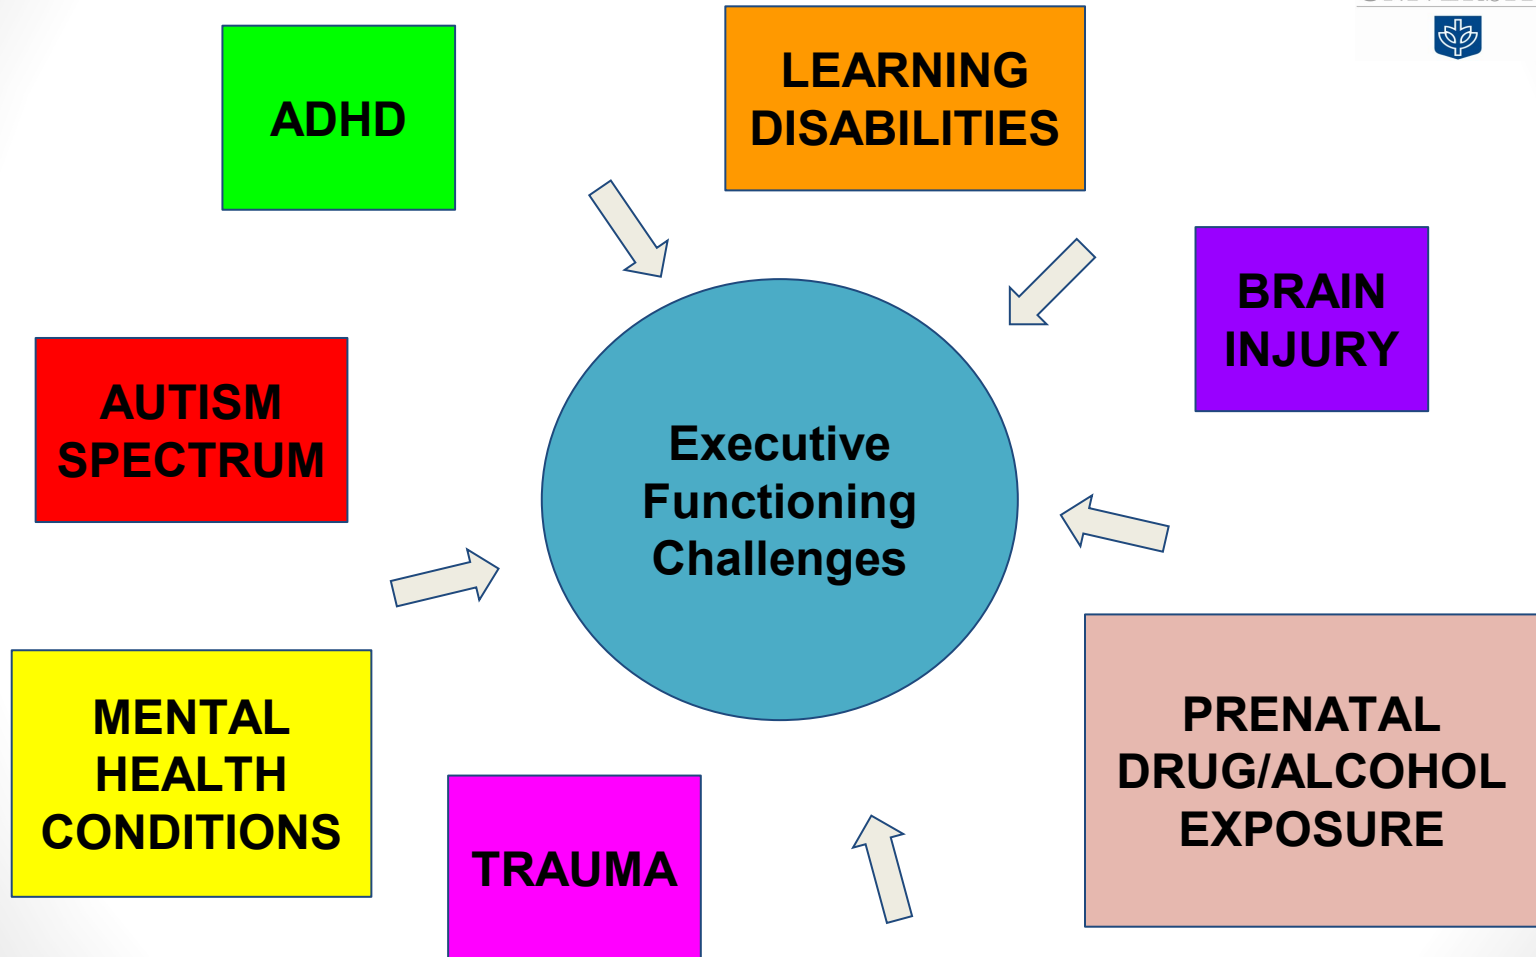 ADHD
LEARNING
DISABILITIES
BRAIN
INJURY
AUTISM
SPECTRUM
Executive
Functioning
Challenges
MENTAL
HEALTH
CONDITIONS
TRAUMA
PRENATAL
DRUG/ALCOHOL
EXPOSURE